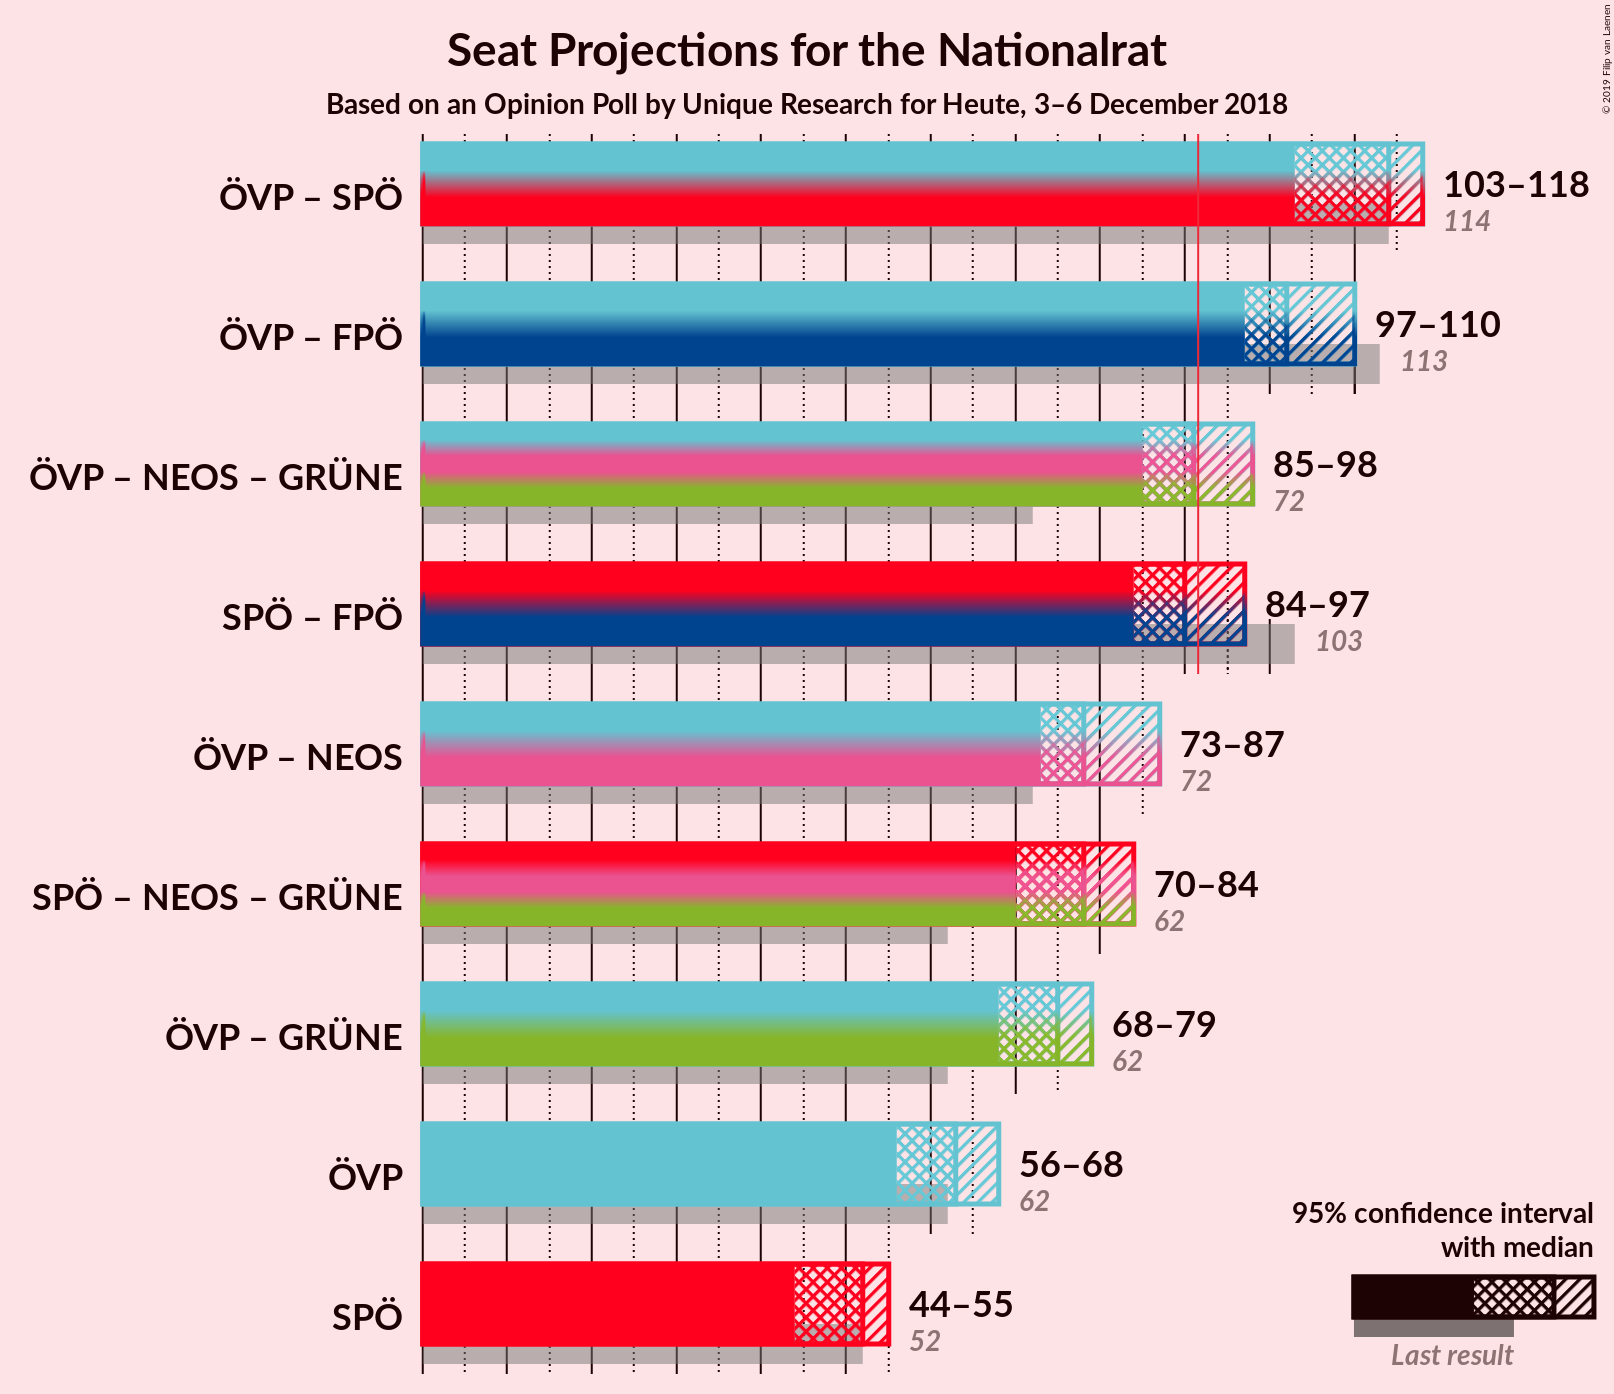 Seat Projections for the Nationalrat
Based on an Opinion Poll by Unique Research for Heute, 3–6 December 2018
© 2019 Filip van Laenen
ÖVP – SPÖ
103–118
114
ÖVP – FPÖ
97–110
113
ÖVP – NEOS – GRÜNE
85–98
72
SPÖ – FPÖ
84–97
103
ÖVP – NEOS
73–87
72
SPÖ – NEOS – GRÜNE
70–84
62
ÖVP – GRÜNE
68–79
62
ÖVP
56–68
62
SPÖ
44–55
52
95% confidence interval
with median
Last result